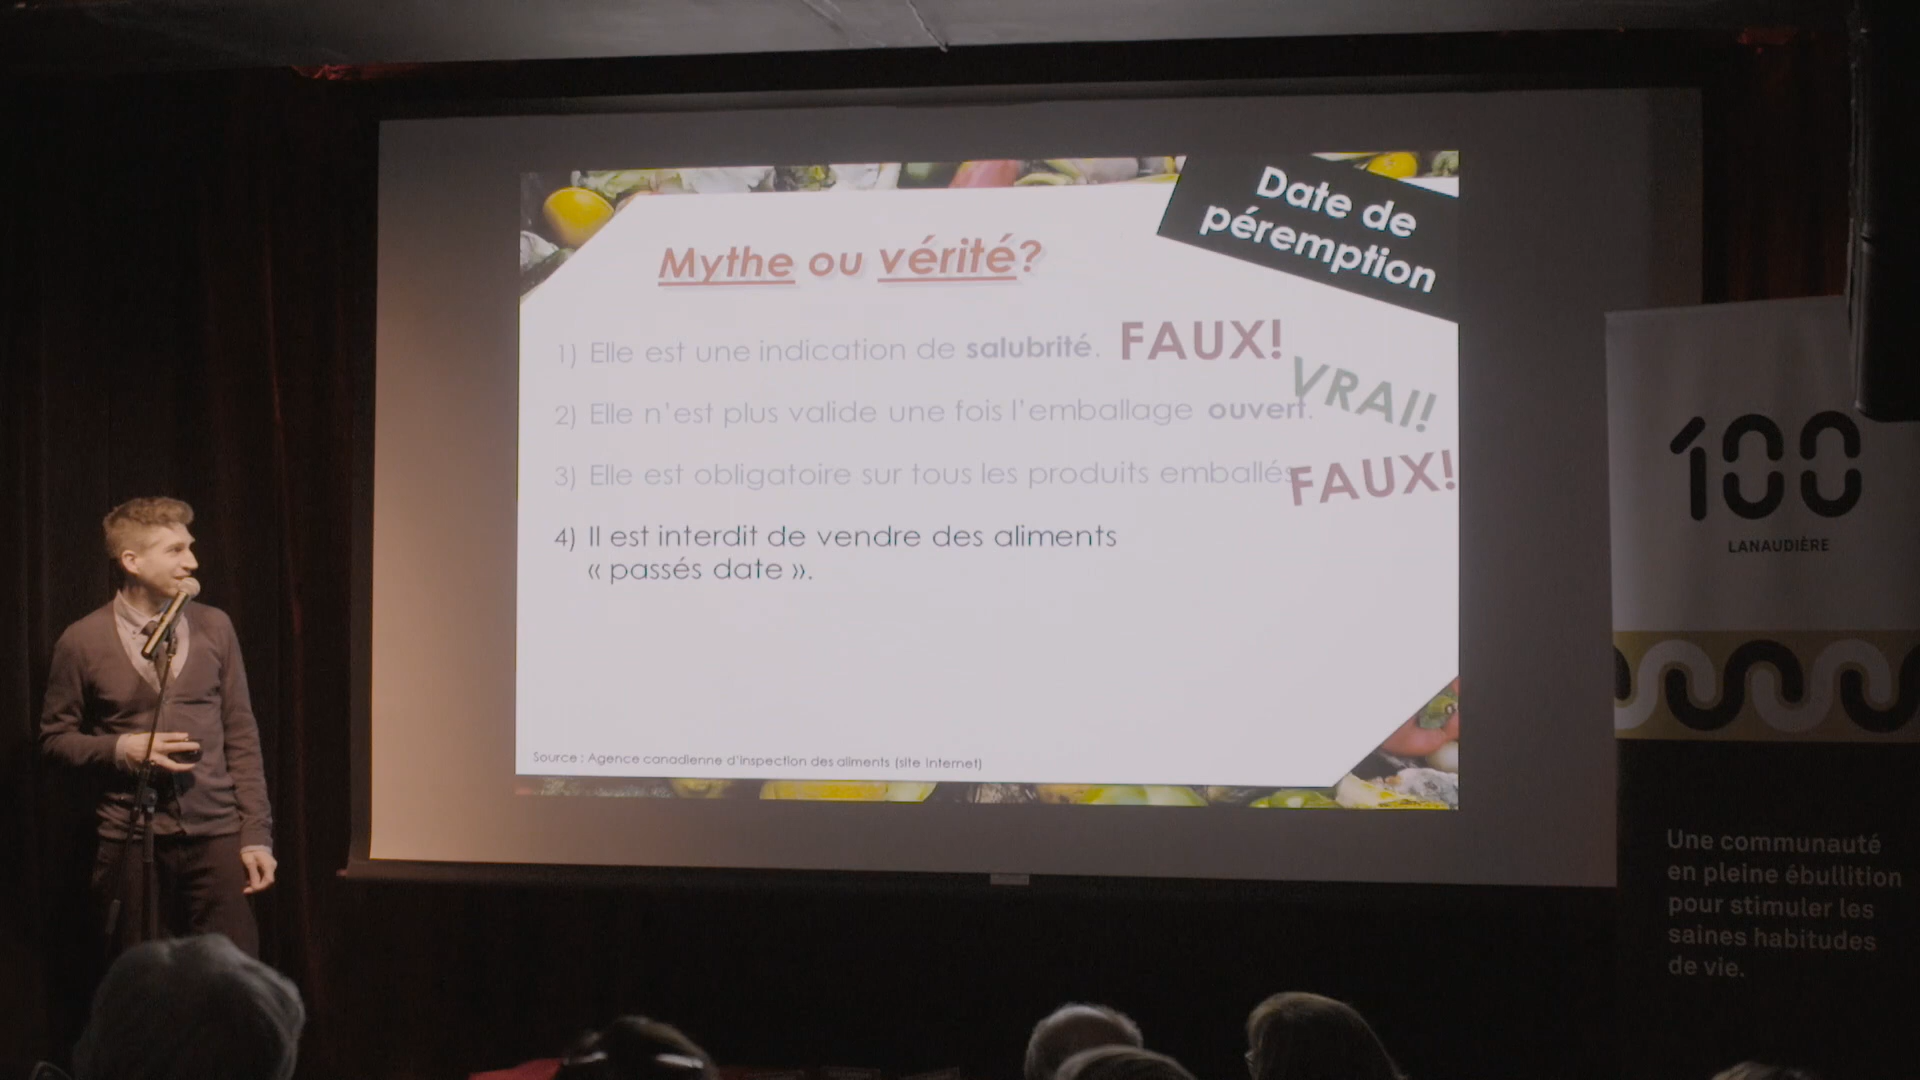 Date de
péremption
Mythe ou vérité?
1) Elle est une indication de salubrité. FAUX!
2) Elle n'est plus valide une fois l'emballage ouvert. VRAI!
3) Elle est obligatoire sur tous les produits emballés FAUX!
4) Il est interdit de vendre des aliments
« passés date ».
Source : Agence canadienne d'inspection des aliments (site Internet)
100
LANAUDIÈRE
Une communauté
en pleine ébullition
pour stimuler les
saines habitudes
de vie.